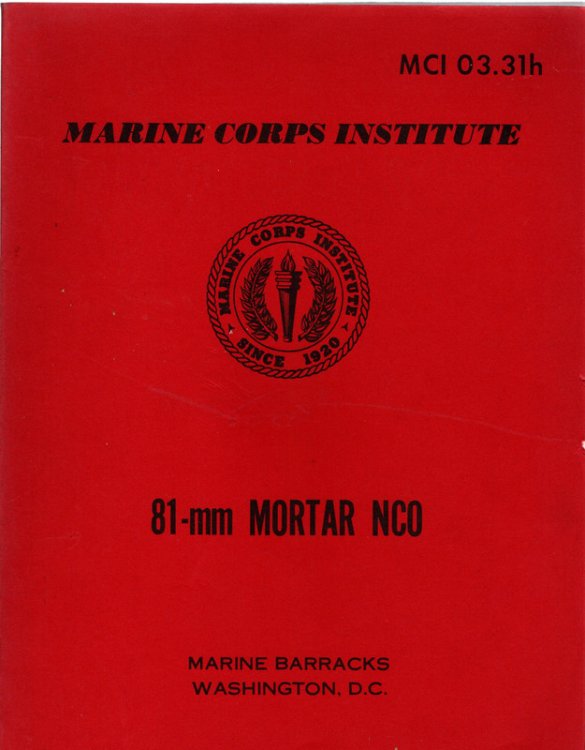 MCI 03.31h
MARINE CORPS INSTITUTE
MARINE CORPS INSTITUTE
SINCE 1920
81-mm MORTAR NCO
MARINE BARRACKS
WASHINGTON, D.C.